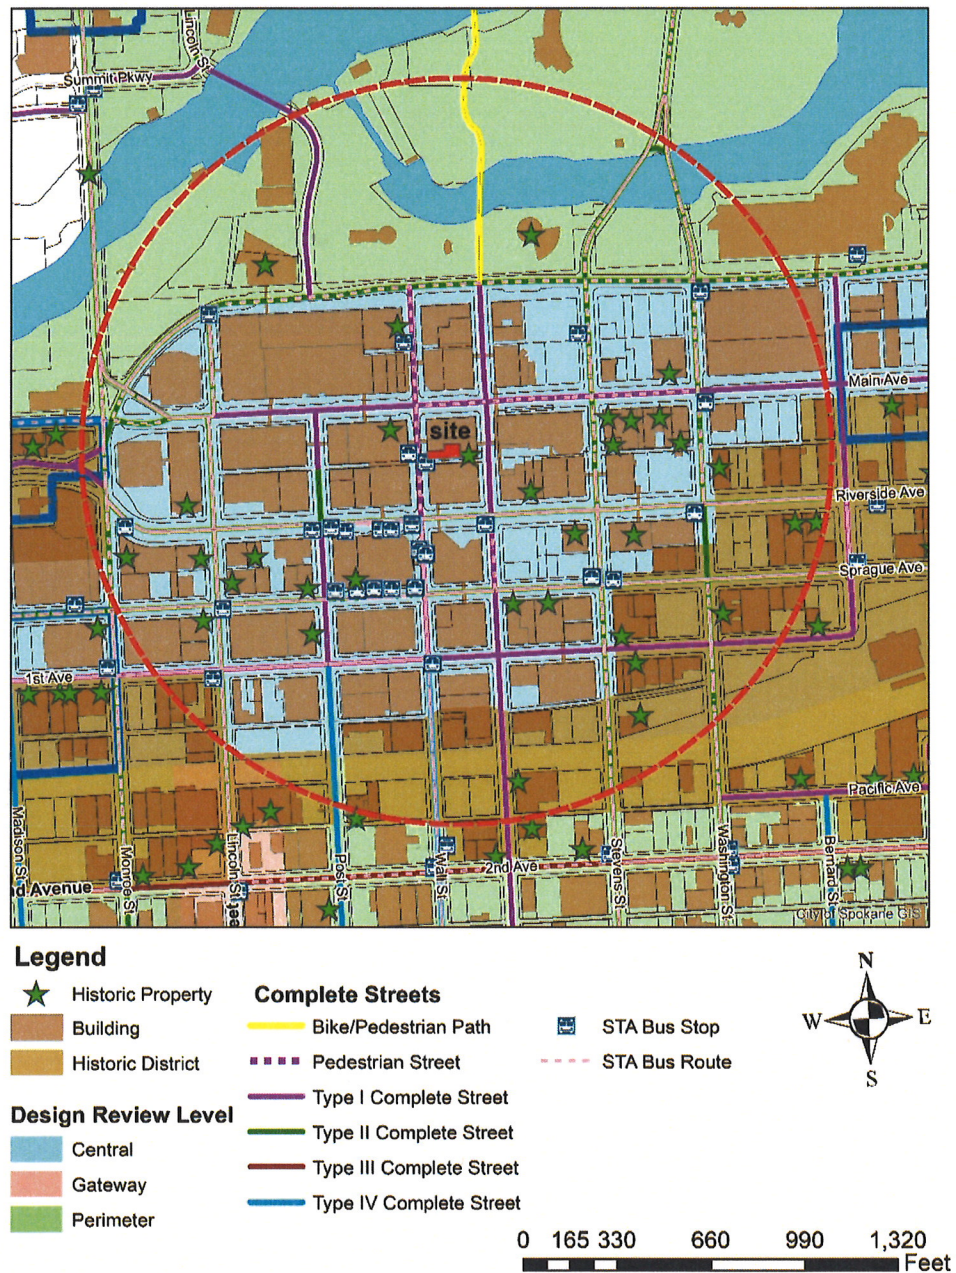 Lincoln St
Summit Pkwy
Main Ave
site
Riverside Ave
Sprague Ave
1st Ave
Pacific Ave
Madison St
Monroe St
Lincoln St
Post St
Wall St
2nd Ave
Stevens St
Washington St
Bernard St
d Avenue
City of Spokane GIS
Legend
Historic Property
Building
Historic District
Design Review Level
Central
Gateway
Perimeter
Complete Streets
Bike/Pedestrian Path
Pedestrian Street
Type I Complete Street
Type II Complete Street
Type III Complete Street
Type IV Complete Street
STA Bus Stop
STA Bus Route
N
W E
S
0 165 330 660 990 1,320
Feet